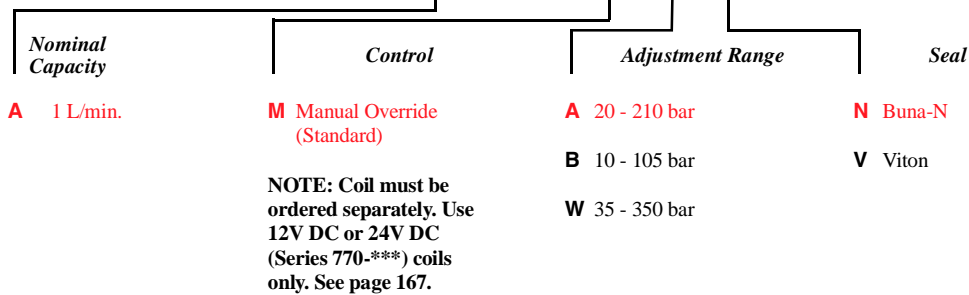 Nominal
Capacity
Control
Adjustment Range
Seal
A 1 L/min.
M Manual Override
(Standard)
NOTE: Coil must be
ordered separately. Use
12V DC or 24V DC
(Series 770-***) coils
only. See page 167.
A 20 - 210 bar
B 10 - 105 bar
W 35 - 350 bar
N Buna-N
V Viton